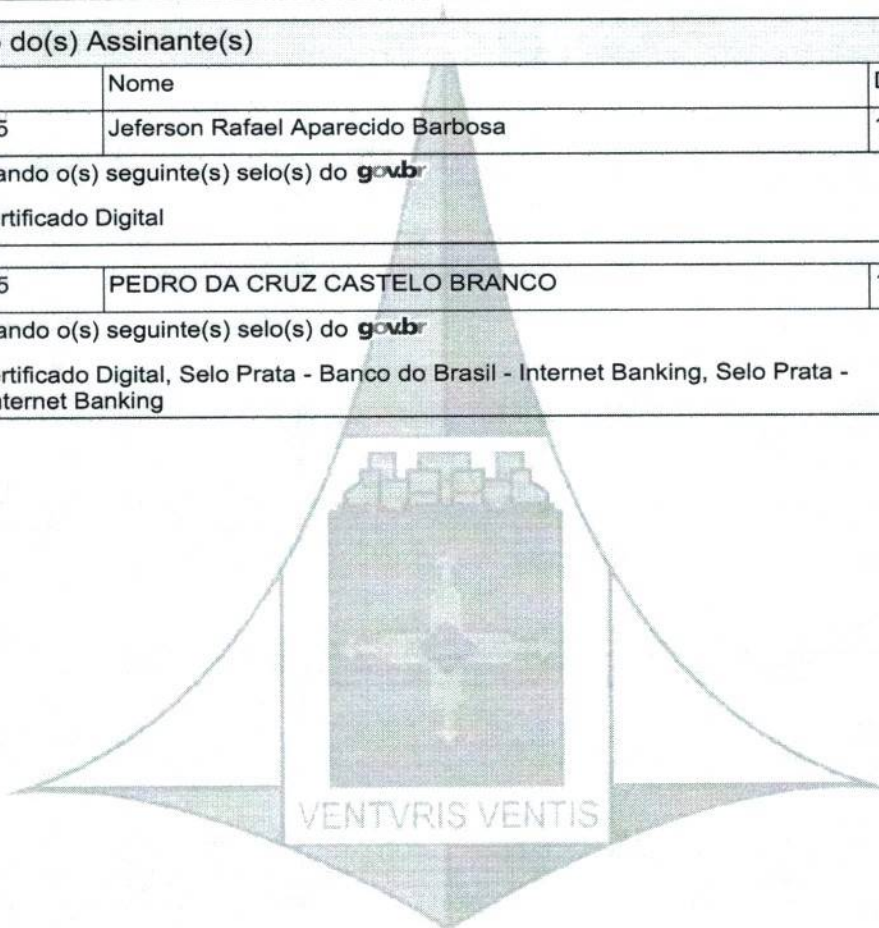 do(s) Assinante(s)
Nome
5 Jeferson Rafael Aparecido Barbosa
ando o(s) seguinte(s) selo(s) do gov.br
rtificado Digital
5 PEDRO DA CRUZ CASTELO BRANCO
ando o(s) seguinte(s) selo(s) do gov.br
rtificado Digital, Selo Prata - Banco do Brasil - Internet Banking, Selo Prata -
nternet Banking
VENTVRIS VENTIS